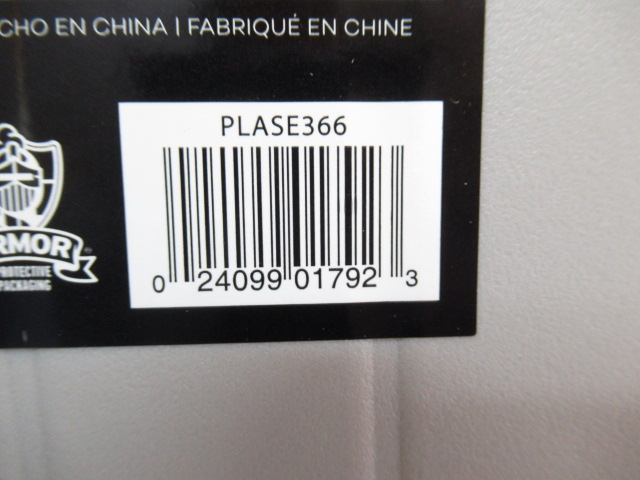 CHO EN CHINA | FABRIQUÉ EN CHINE
PLASE366
0 24099 01792 3
RMOR
PROTECTIVE
PACKAGING